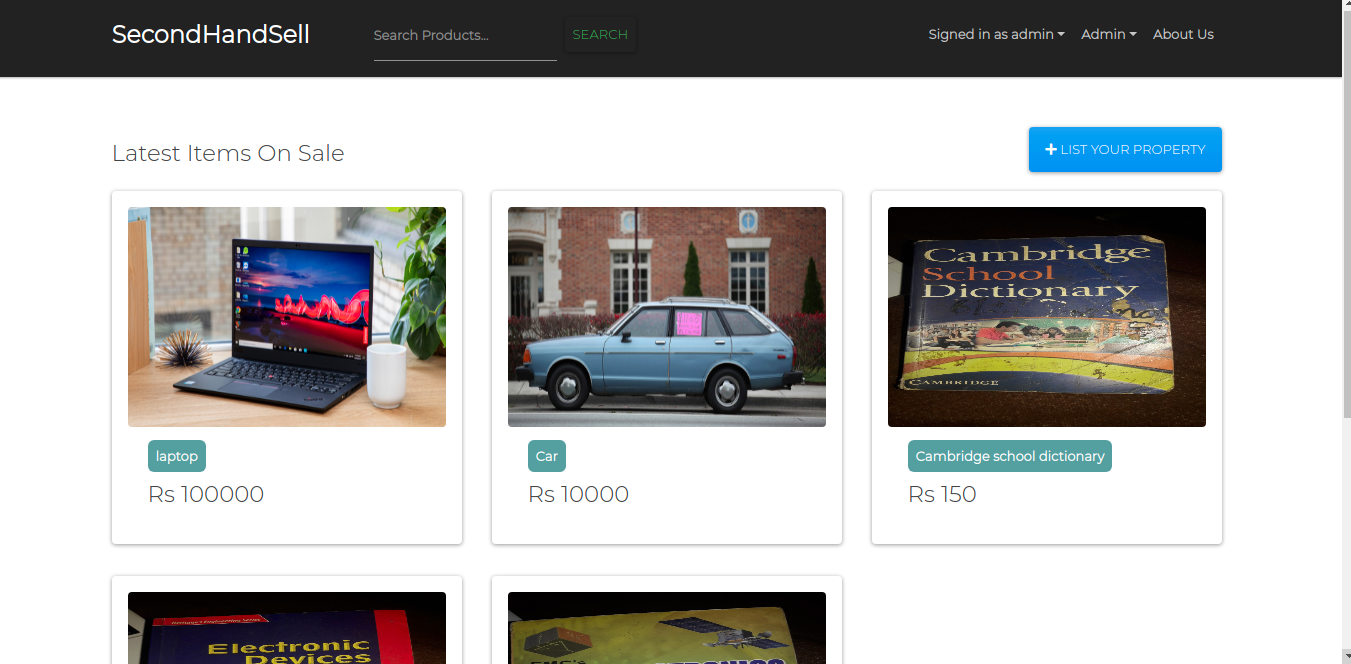 SecondHandSell
Search Products...
SEARCH
Signed in as admin
Admin
About Us
Latest Items On Sale
LIST YOUR PROPERTY
Cambridge
School
Dictionary
CAMBRIDGE
laptop
Car
Cambridge school dictionary
Rs 100000
Rs 10000
Rs 150
Electronic
Devices